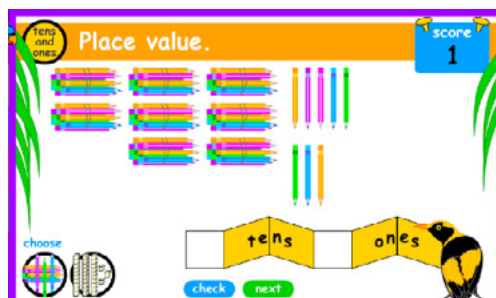 tens
and
ones
Place value.
score
1
tens ones
choose
check next